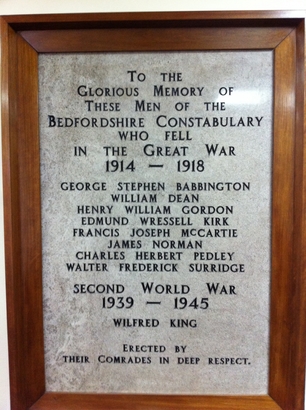 To the
Glorious Memory of
These Men of the
Bedfordshire Constabulary
who fell
in the Great War
1914 — 1918
George Stephen Babbington
William Dean
Henry William Gordon
Edmund Wressell Kirk
Francis Joseph McCartie
James Norman
Charles Herbert Pedley
Walter Frederick Surridge
Second World War
1939 — 1945
Wilfred King
Erected by
their Comrades in deep respect.